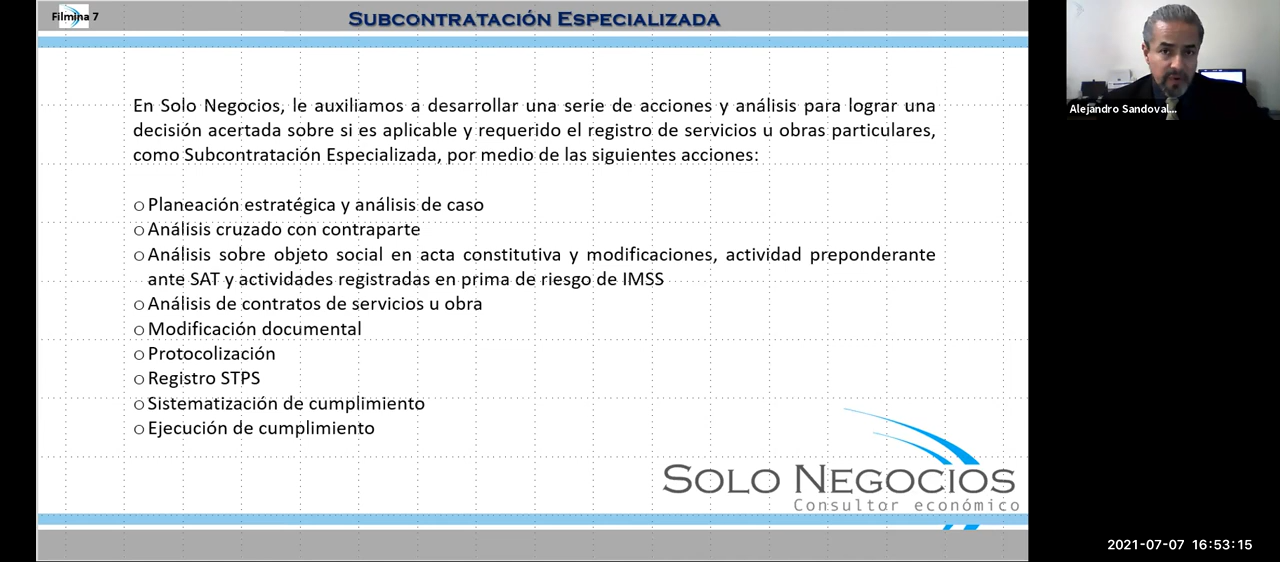 Filmina 7
Subcontratación Especializada
En Solo Negocios, le auxiliamos a desarrollar una serie de acciones y análisis para lograr una
decisión acertada sobre si es aplicable y requerido el registro de servicios u obras particulares,
como Subcontratación Especializada, por medio de las siguientes acciones:
o Planeación estratégica y análisis de caso
o Análisis cruzado con contraparte
o Análisis sobre objeto social en acta constitutiva y modificaciones, actividad preponderante
ante SAT y actividades registradas en prima de riesgo de IMSS
o Análisis de contratos de servicios u obra
o Modificación documental
o Protocolización
o Registro STPS
o Sistematización de cumplimiento
o Ejecución de cumplimiento
Solo Negocios
Consultor económico
Alejandro Sandoval...
2021-07-07 16:53:15